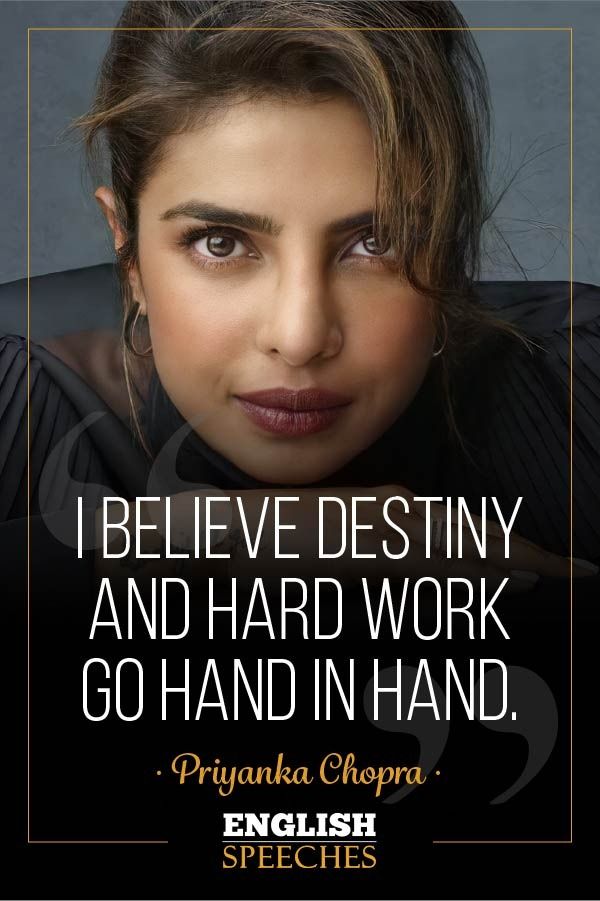 I BELIEVE DESTINY
AND HARD WORK
GO HAND IN HAND.
· Priyanka Chopra ·
ENGLISH
SPEECHES